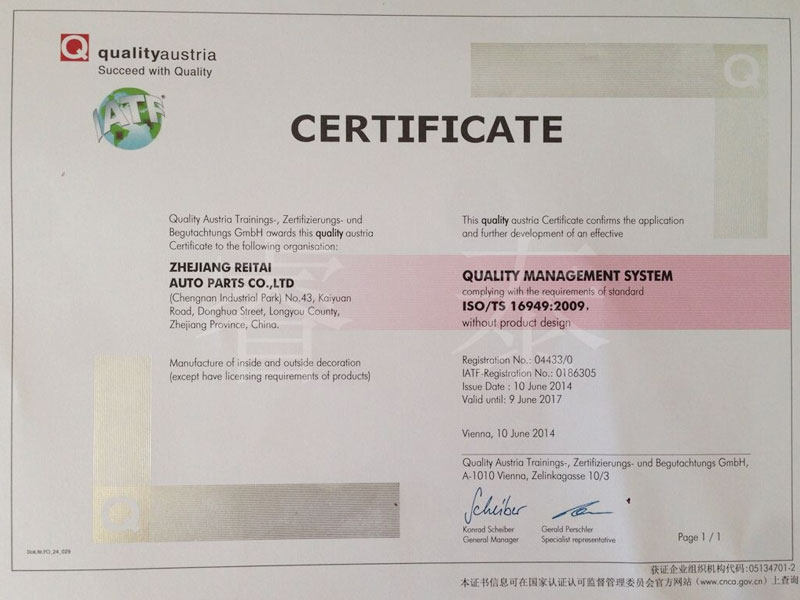 Q qualityaustria
Succeed with Quality
IATF
Q
CERTIFICATE
Quality Austria Trainings-, Zertifizierungs- und
Begutachtungs GmbH awards this quality austria
Certificate to the following organisation:
ZHEJIANG REITAI
AUTO PARTS CO.,LTD
(Chengnan Industrial Park) No.43, Kaiyuan
Road, Donghua Street, Longyou County,
Zhejiang Province, China.
Manufacture of inside and outside decoration
(except have licensing requirements of products)
This quality austria Certificate confirms the application
and further development of an effective
QUALITY MANAGEMENT SYSTEM
complying with the requirements of standard
ISO/TS 16949:2009,
without product design
Registration No.: 04433/0
IATF-Registration No.: 0186305
Issue Date : 10 June 2014
Valid until: 9 June 2017
Vienna, 10 June 2014
Quality Austria Trainings-, Zertifizierungs- und Begutachtungs GmbH,
A-1010 Vienna, Zelinkagasse 10/3
Scheiber
Konrad Scheiber
General Manager
Gerald Perschler
Specialist representative
Page 1 / 1
Q
Dok.Nr.FO_24_029
获证企业组织机构代码:05134701-2
本证书信息可在国家认证认可监督管理委员会官方网站(www.cnca.gov.cn)上查询